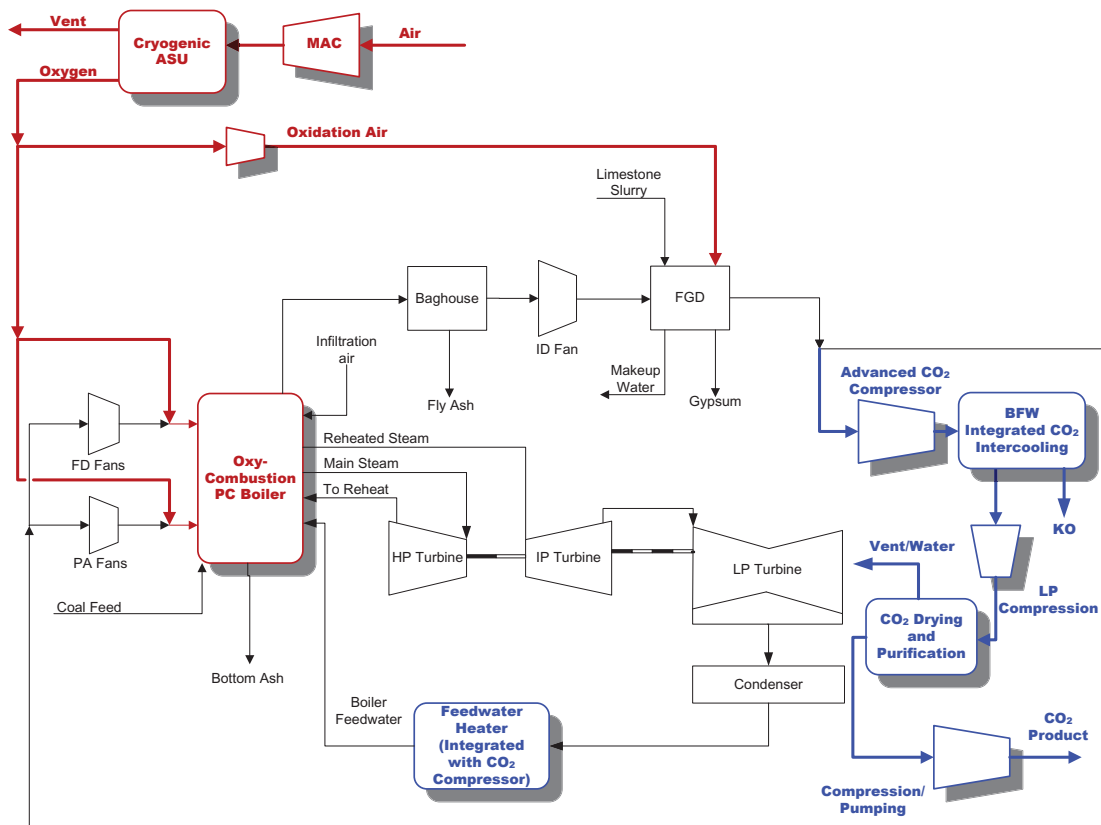 Vent
Cryogenic
ASU
MAC
Air
Oxygen
Oxidation Air
Limestone
Slurry
Baghouse
ID Fan
FGD
Infiltration
air
Fly Ash
Makeup
Water
Gypsum
Advanced CO₂
Compressor
BFW
Integrated CO₂
Intercooling
FD Fans
Oxy-
Combustion
PC Boiler
Reheated Steam
Main Steam
To Reheat
PA Fans
HP Turbine
IP Turbine
LP Turbine
KO
Vent/Water
LP
Compression
Coal Feed
CO₂ Drying
and
Purification
Bottom Ash
Condenser
Boiler
Feedwater
Feedwater
Heater
(Integrated
with CO₂
Compressor)
CO₂
Product
Compression/
Pumping